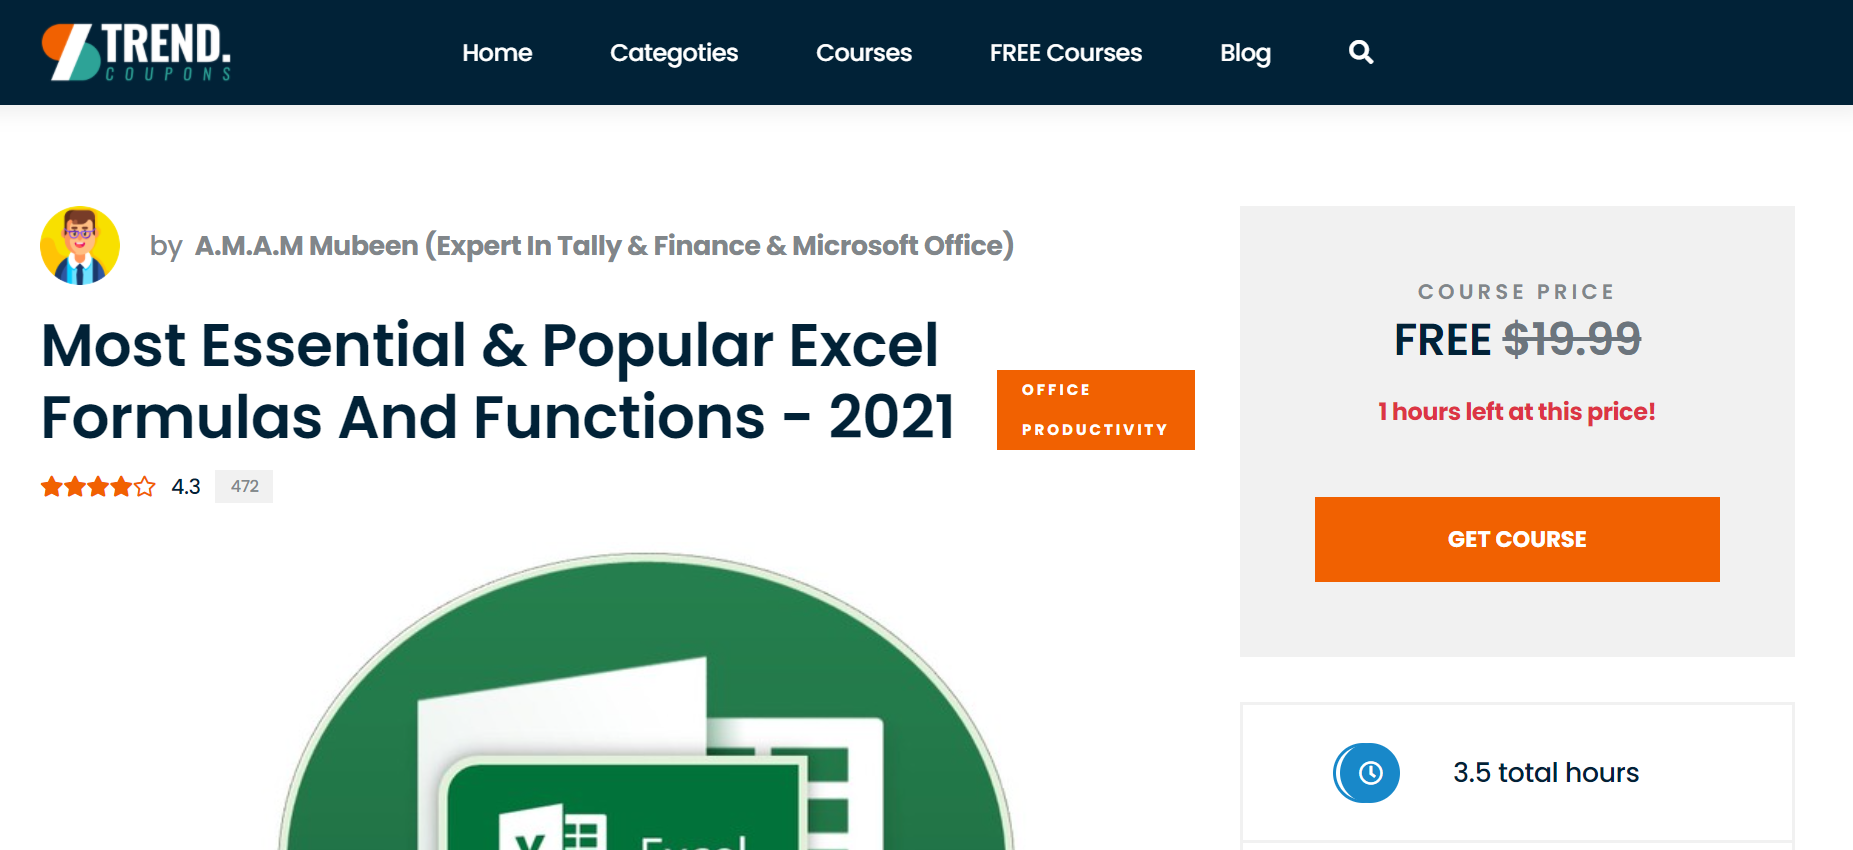 TREND.
COUPONS
Home
Categoties
Courses
FREE Courses
Blog
by A.M.A.M Mubeen (Expert In Tally & Finance & Microsoft Office)
Most Essential & Popular Excel
Formulas And Functions - 2021
OFFICE
PRODUCTIVITY
4.3
472
COURSE PRICE
FREE $19.99
1 hours left at this price!
GET COURSE
3.5 total hours
X
Excel